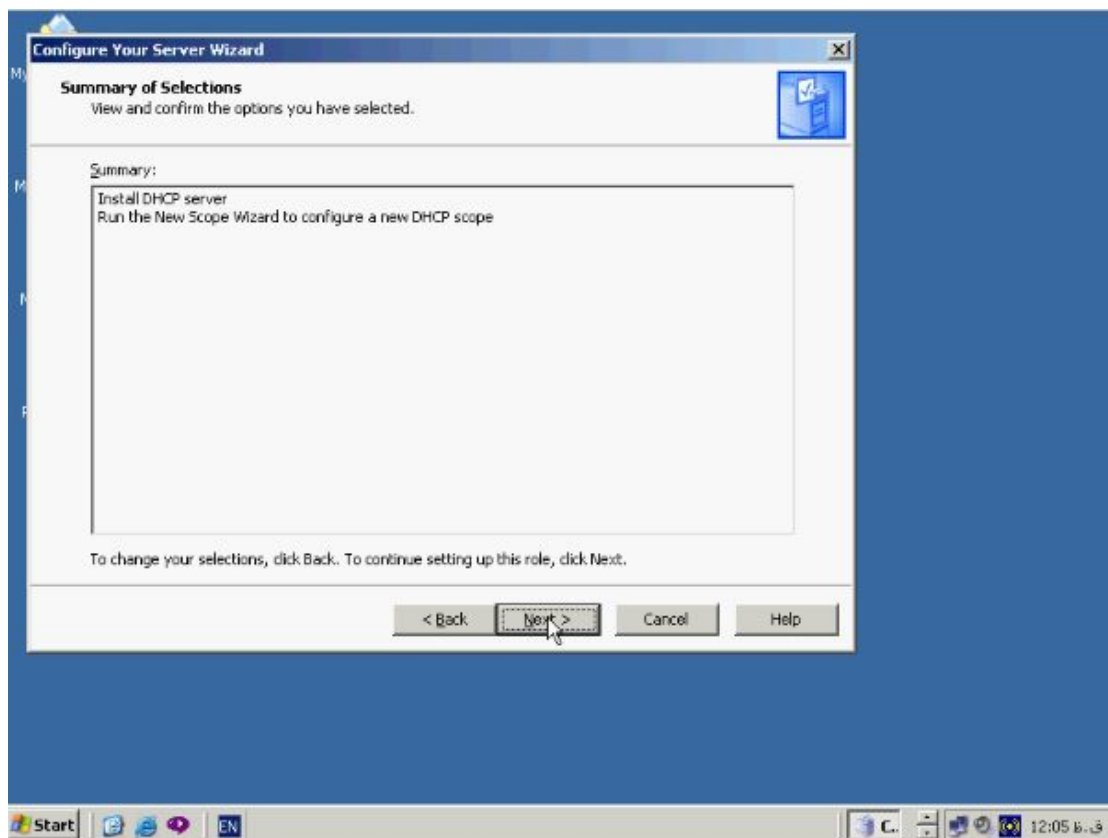 Configure Your Server Wizard
Summary of Selections
View and confirm the options you have selected.
Summary:
Install DHCP server
Run the New Scope Wizard to configure a new DHCP scope
To change your selections, click Back. To continue setting up this role, click Next.
< Back Next > Cancel Help
Start EN C... 12:05 ق.ظ